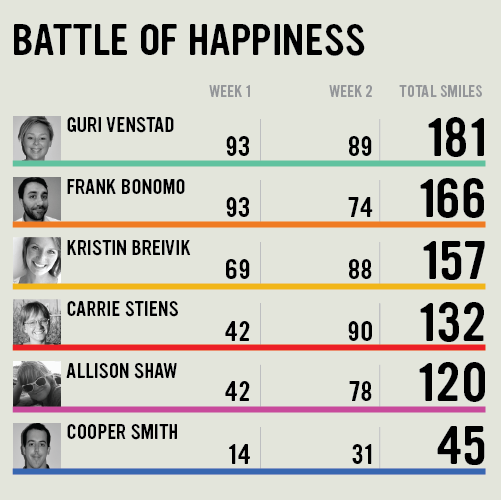 BATTLE OF HAPPINESS
WEEK 1 WEEK 2 TOTAL SMILES
GURI VENSTAD
93 89 181
FRANK BONOMO
93 74 166
KRISTIN BREIVIK
69 88 157
CARRIE STIENS
42 90 132
ALLISON SHAW
42 78 120
COOPER SMITH
14 31 45